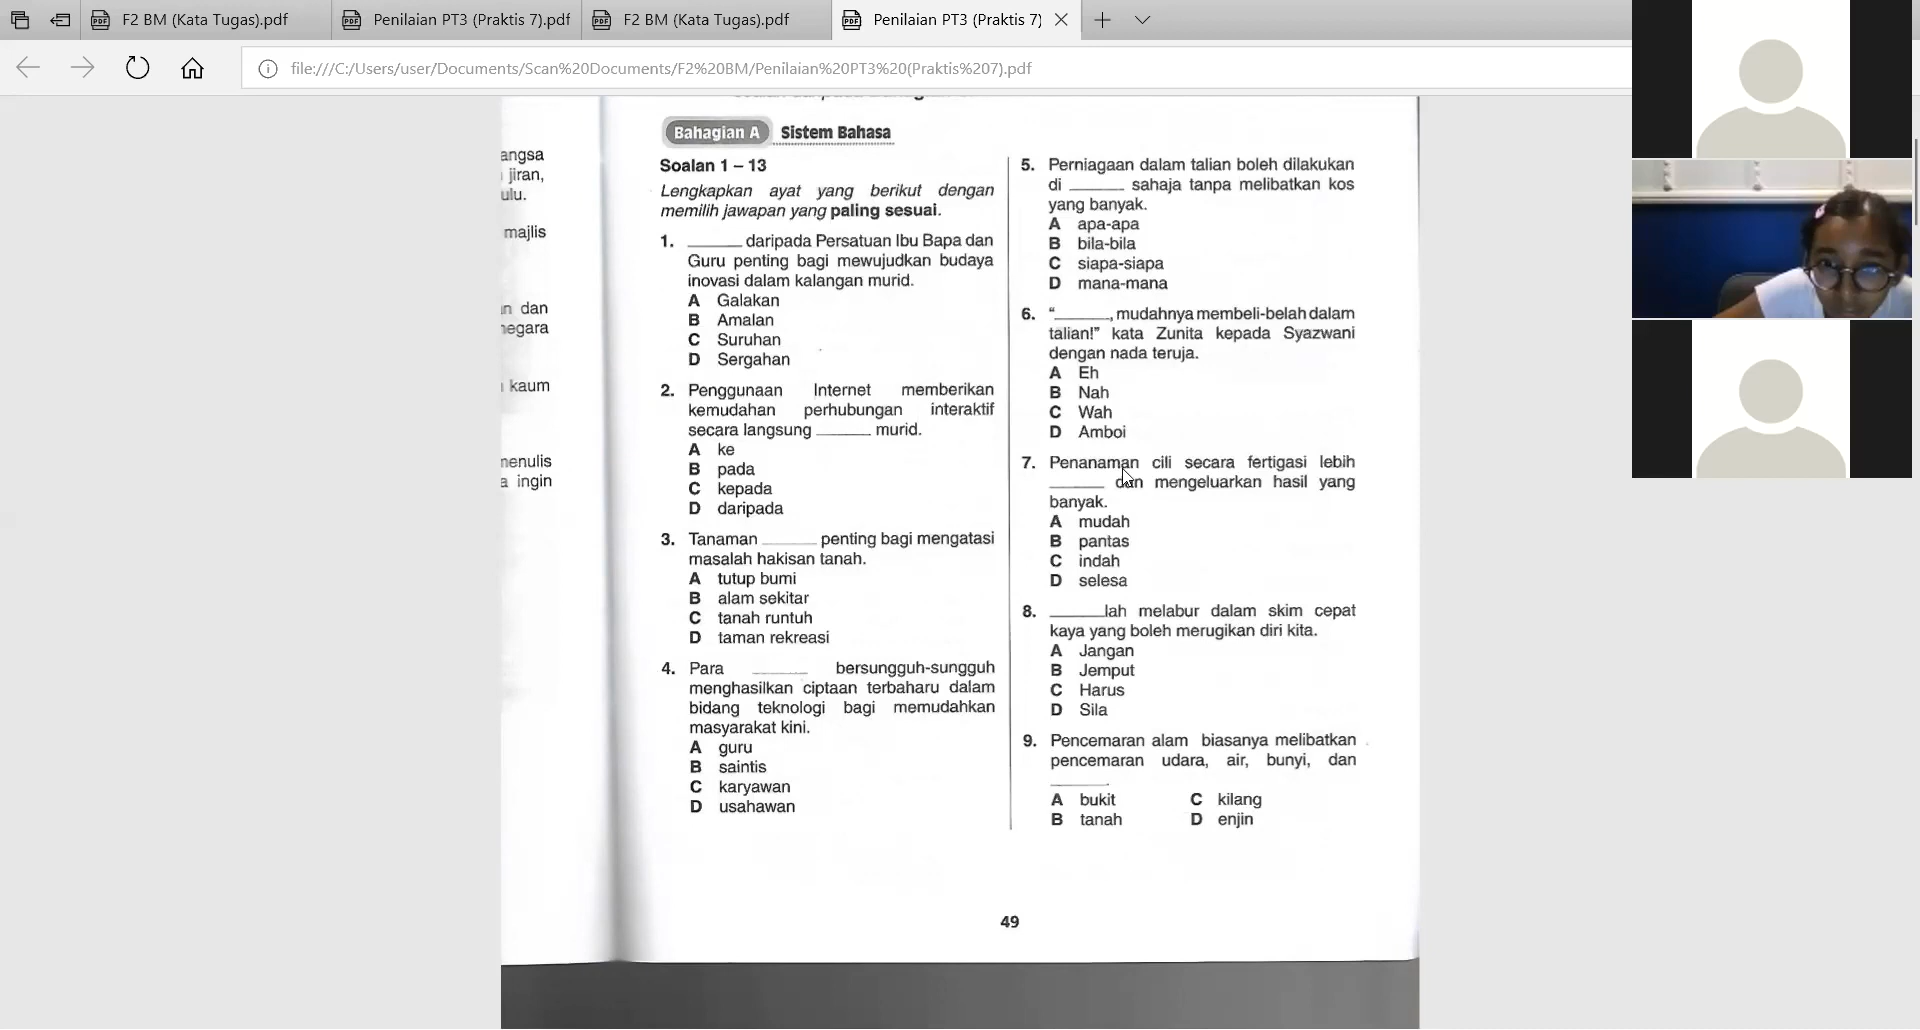 F2 BM (Kata Tugas).pdf
Penilaian PT3 (Praktis 7).pdf
F2 BM (Kata Tugas).pdf
Penilaian PT3 (Praktis 7)
file:///C:/Users/user/Documents/Scan%20Documents/F2%20BM/Penilaian%20PT3%20(Praktis%207).pdf
angsa
jiran,
ulu.
majlis
dan
negara
kaum
menulis
a ingin
Bahagian A Sistem Bahasa
Soalan 1 – 13
Lengkapkan ayat yang berikut dengan
memilih jawapan yang paling sesuai.
1. ______ daripada Persatuan Ibu Bapa dan
Guru penting bagi mewujudkan budaya
inovasi dalam kalangan murid.
A Galakan
B Amalan
C Suruhan
D Sergahan
2. Penggunaan Internet memberikan
kemudahan perhubungan interaktif
secara langsung ______ murid.
A ke
B pada
C kepada
D daripada
3. Tanaman ______ penting bagi mengatasi
masalah hakisan tanah.
A tutup bumi
B alam sekitar
C tanah runtuh
D taman rekreasi
4. Para ______ bersungguh-sungguh
menghasilkan ciptaan terbaharu dalam
bidang teknologi bagi memudahkan
masyarakat kini.
A guru
B saintis
C karyawan
D usahawan
5. Perniagaan dalam talian boleh dilakukan
di ______ sahaja tanpa melibatkan kos
yang banyak.
A apa-apa
B bila-bila
C siapa-siapa
D mana-mana
6. “______, mudahnya membeli-belah dalam
talian!” kata Zunita kepada Syazwani
dengan nada teruja.
A Eh
B Nah
C Wah
D Amboi
7. Penanaman cili secara fertigasi lebih
______ dan mengeluarkan hasil yang
banyak.
A mudah
B pantas
C indah
D selesa
8. ______lah melabur dalam skim cepat
kaya yang boleh merugikan diri kita.
A Jangan
B Jemput
C Harus
D Sila
9. Pencemaran alam biasanya melibatkan
pencemaran udara, air, bunyi, dan
______.
A bukit C kilang
B tanah D enjin
49